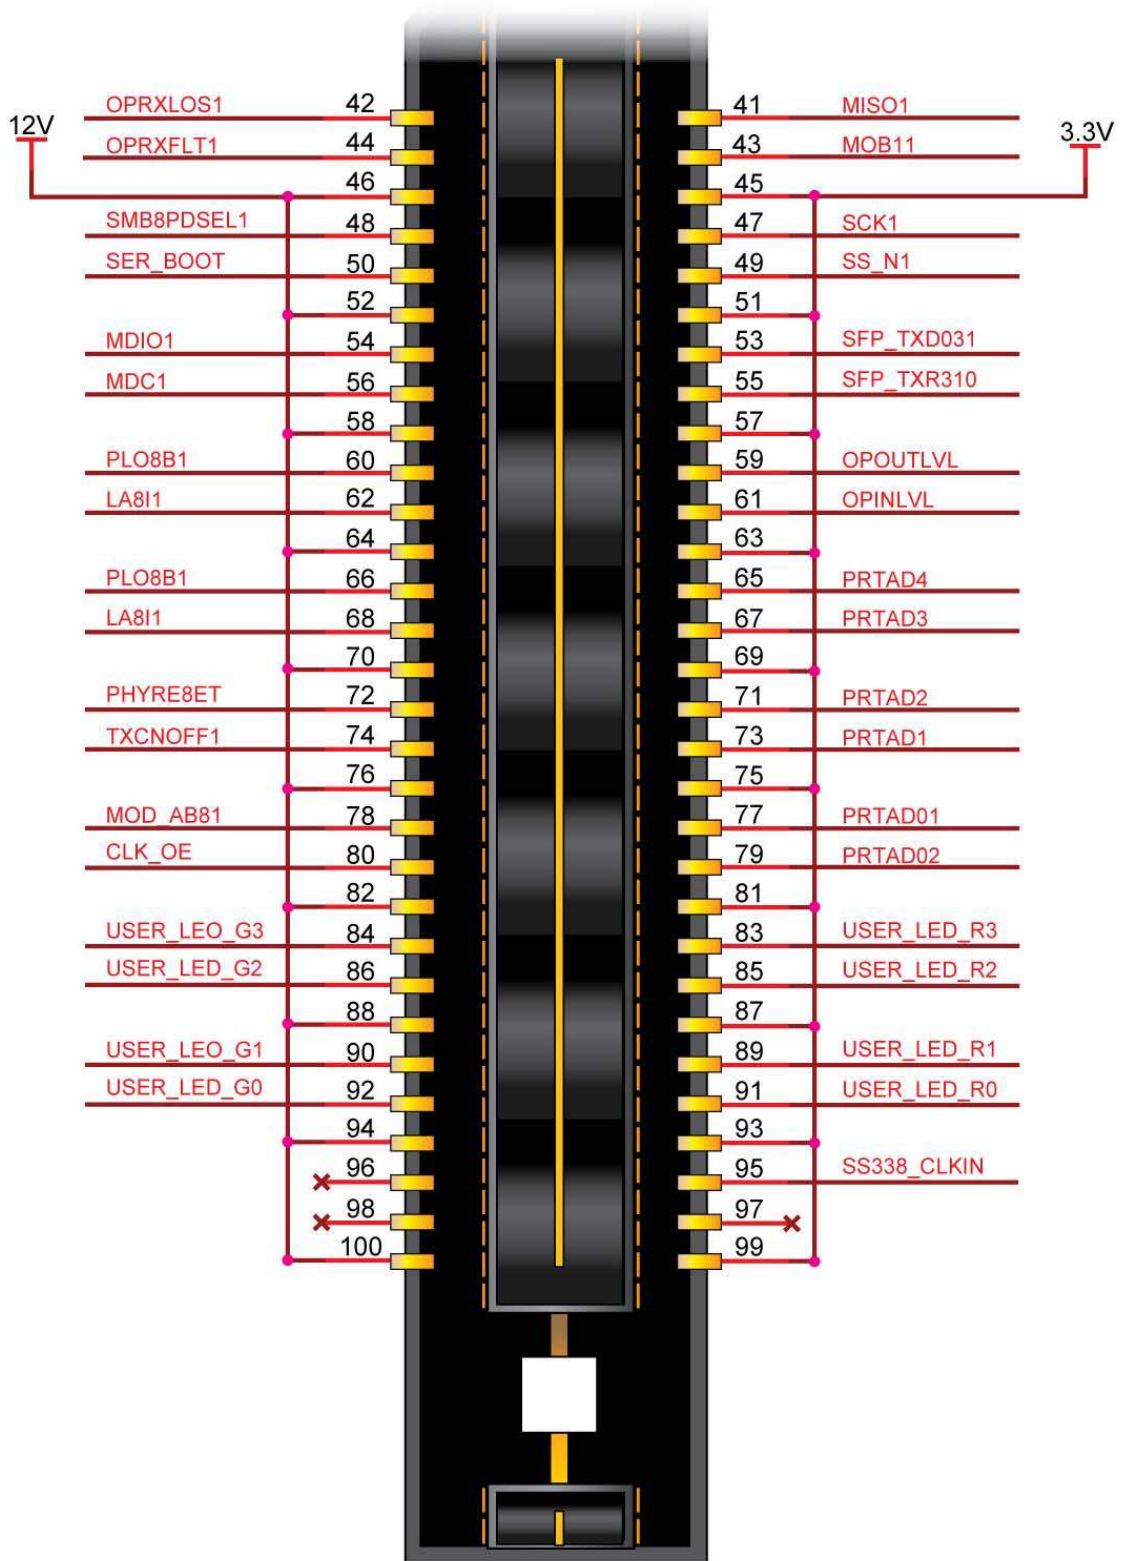 OPRXLOS1 42 41 MISO1
12V 3.3V
OPRXFLT1 44 43 MOB11
46 45
SMB8PDSEL1 48 47 SCK1
SER_BOOT 50 49 SS_N1
52 51
MDIO1 54 53 SFP_TXD031
MDC1 56 55 SFP_TXR310
58 57
PLO8B1 60 59 OPOUTLVL
LA8I1 62 61 OPINLVL
64 63
PLO8B1 66 65 PRTAD4
LA8I1 68 67 PRTAD3
70 69
PHYRE8ET 72 71 PRTAD2
TXCNOFF1 74 73 PRTAD1
76 75
MOD_AB81 78 77 PRTAD01
CLK_OE 80 79 PRTAD02
82 81
USER_LEO_G3 84 83 USER_LED_R3
USER_LED_G2 86 85 USER_LED_R2
88 87
USER_LEO_G1 90 89 USER_LED_R1
USER_LED_G0 92 91 USER_LED_R0
94 93
96 95 SS338_CLKIN
98 97
100 99